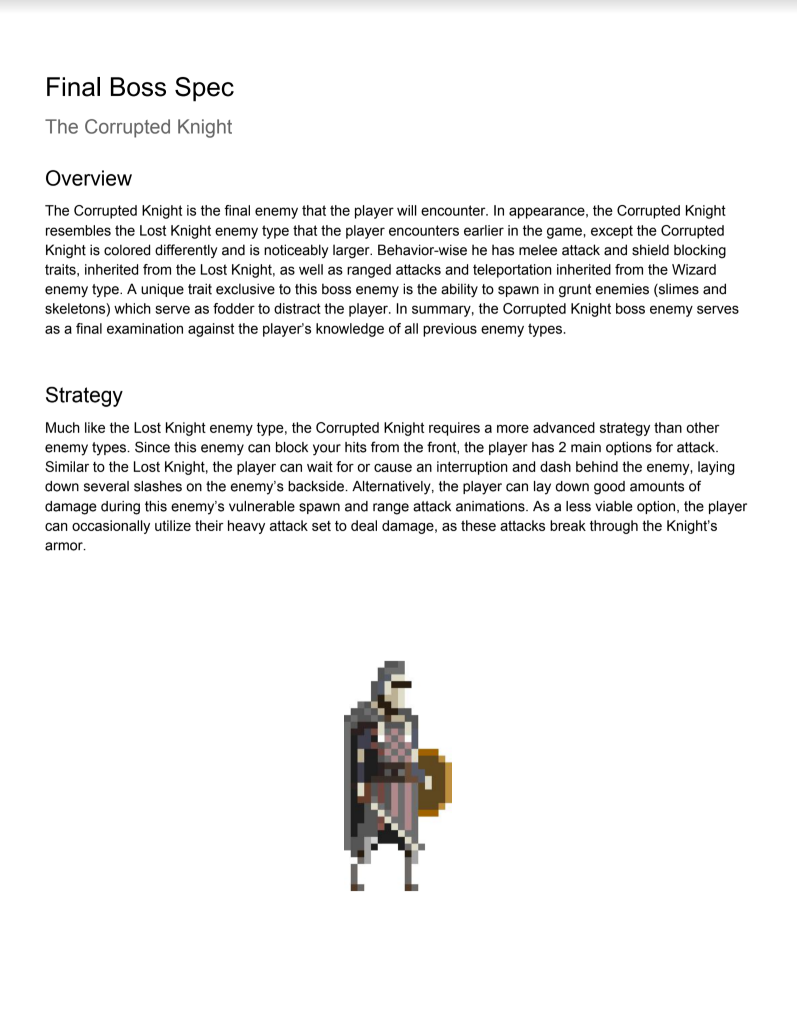 Final Boss Spec
The Corrupted Knight
Overview
The Corrupted Knight is the final enemy that the player will encounter. In appearance, the Corrupted Knight
resembles the Lost Knight enemy type that the player encounters earlier in the game, except the Corrupted
Knight is colored differently and is noticeably larger. Behavior-wise he has melee attack and shield blocking
traits, inherited from the Lost Knight, as well as ranged attacks and teleportation inherited from the Wizard
enemy type. A unique trait exclusive to this boss enemy is the ability to spawn in grunt enemies (slimes and
skeletons) which serve as fodder to distract the player. In summary, the Corrupted Knight boss enemy serves
as a final examination against the player’s knowledge of all previous enemy types.
Strategy
Much like the Lost Knight enemy type, the Corrupted Knight requires a more advanced strategy than other
enemy types. Since this enemy can block your hits from the front, the player has 2 main options for attack.
Similar to the Lost Knight, the player can wait for or cause an interruption and dash behind the enemy, laying
down several slashes on the enemy’s backside. Alternatively, the player can lay down good amounts of
damage during this enemy’s vulnerable spawn and range attack animations. As a less viable option, the player
can occasionally utilize their heavy attack set to deal damage, as these attacks break through the Knight’s
armor.